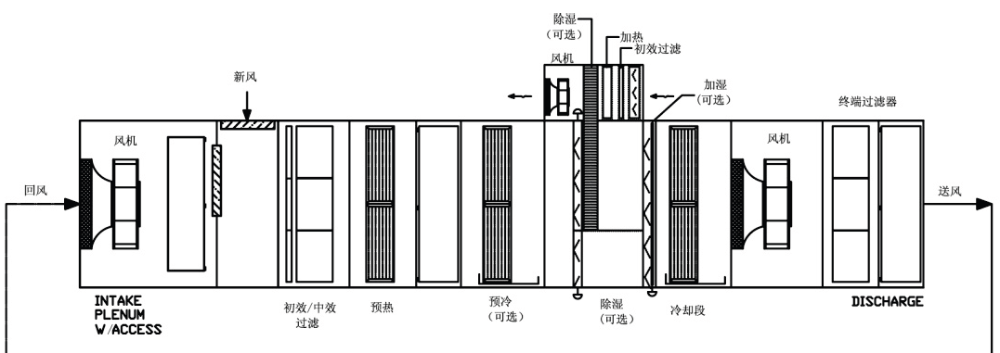 除湿
(可选)
加热
初效过滤
风机
新风
加湿
(可选)
终端过滤器
风机
风机
回风
送风
INTAKE
PLENUM
W/ACCESS
初效/中效
过滤
预热
预冷
(可选)
除湿
(可选)
冷却段
DISCHARGE